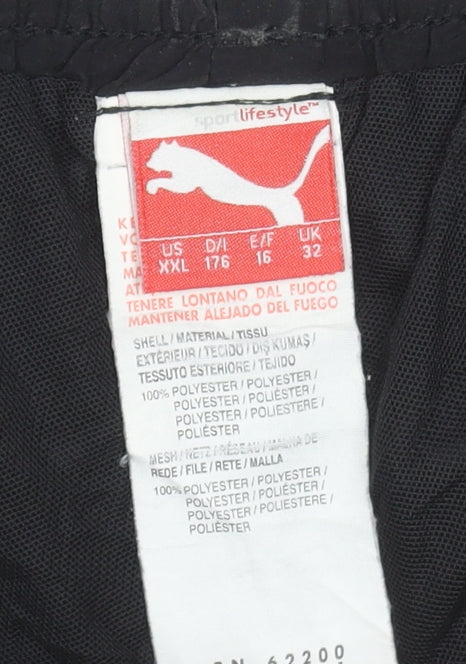 sportlifestyle™
US D/I E/F UK
XXL 176 16 32
TENERE LONTANO DAL FUOCO
MANTENER ALEJADO DEL FUEGO
SHELL / MATERIAL / TISSU
EXTÉRIEUR / TECIDO / DIŞ KUMAŞ /
TESSUTO ESTERIORE / TEJIDO
100% POLYESTER / POLYESTER /
POLYESTER / POLYESTER /
POLYESTER / POLIESTERE /
POLIÉSTER
MESH / NETZ / RÉSEAU / MALHA DE
REDE / FILE / RETE / MALLA
100% POLYESTER / POLYESTER /
POLYESTER / POLYESTER /
POLYESTER / POLIESTERE /
POLIÉSTER
62200